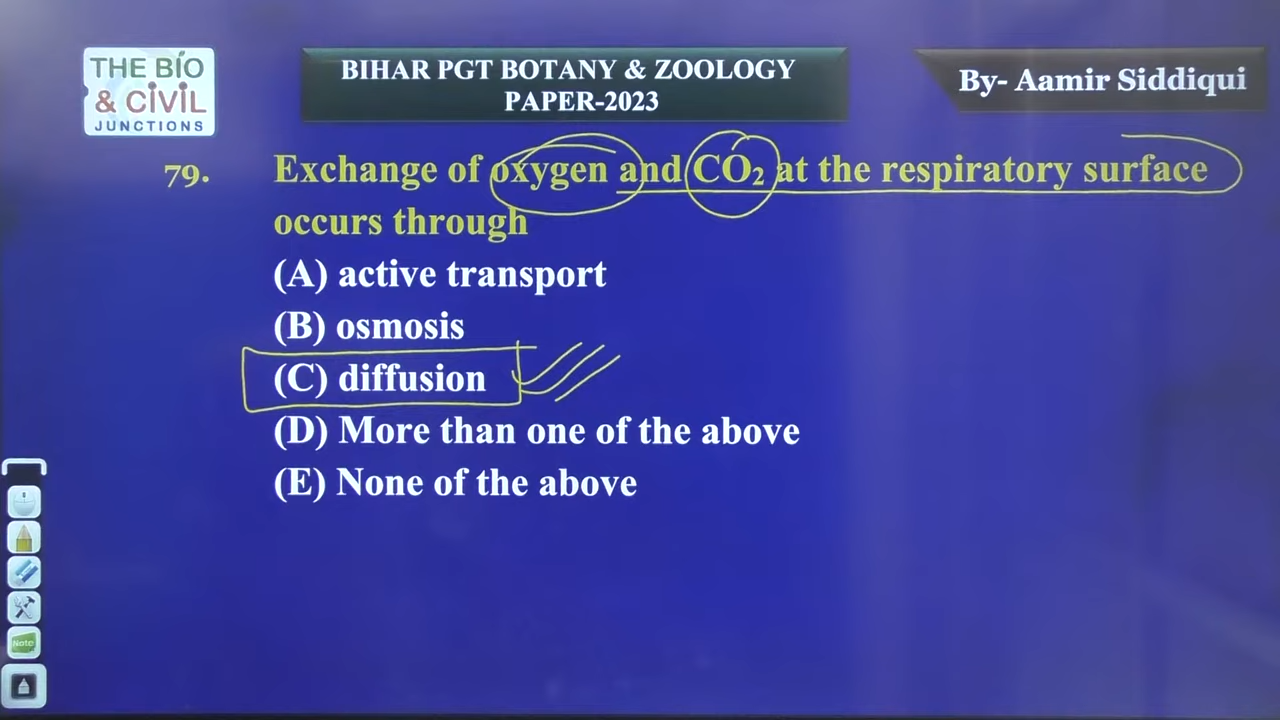 THE BIO
& CIVIL
JUNCTIONS
BIHAR PGT BOTANY & ZOOLOGY
PAPER-2023
By- Aamir Siddiqui
79. Exchange of oxygen and CO₂ at the respiratory surface
occurs through
(A) active transport
(B) osmosis
(C) diffusion
(D) More than one of the above
(E) None of the above
Note